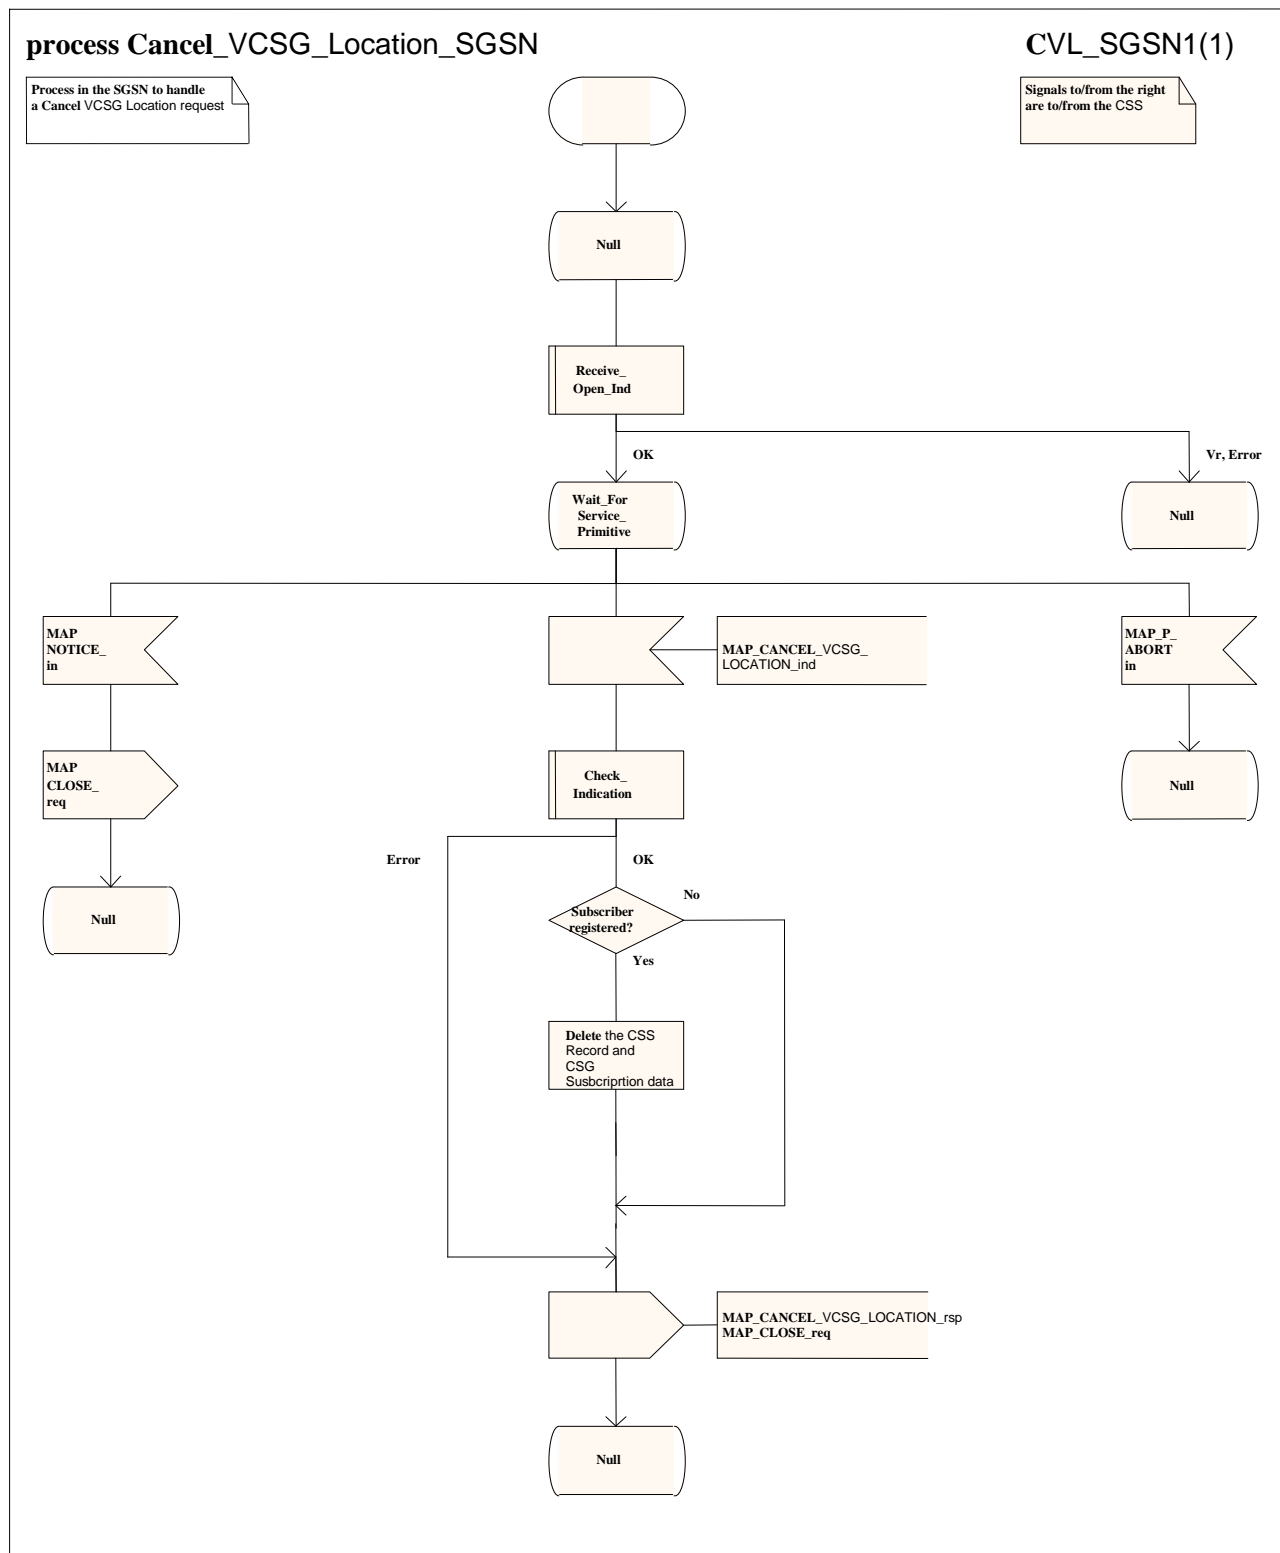 process Cancel_VCSG_Location_SGSN
CVL_SGSN1(1)
Process in the SGSN to handle
a Cancel VCSG Location request
Signals to/from the right
are to/from the CSS
Null
Receive_
Open_Ind
OK
Vr, Error
Wait_For
Service_
Primitive
Null
MAP
NOTICE_
in
MAP_CANCEL_VCSG_
LOCATION_ind
MAP_P_
ABORT
in
MAP
CLOSE_
req
Check_
Indication
Null
Error
OK
No
Subscriber
registered?
Null
Yes
Delete the CSS
Record and
CSG
Susbcriprtion data
MAP_CANCEL_VCSG_LOCATION_rsp
MAP_CLOSE_req
Null